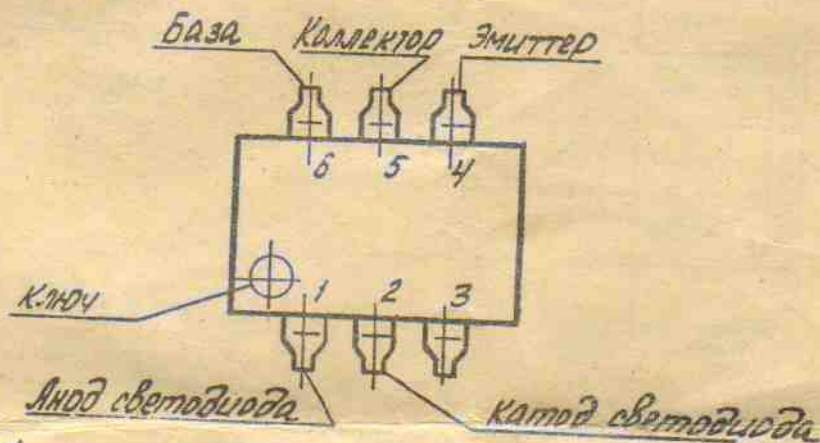 База Коллектор Эмиттер
6 5 4
ключ
1 2 3
Анод светодиода
катод светодиода